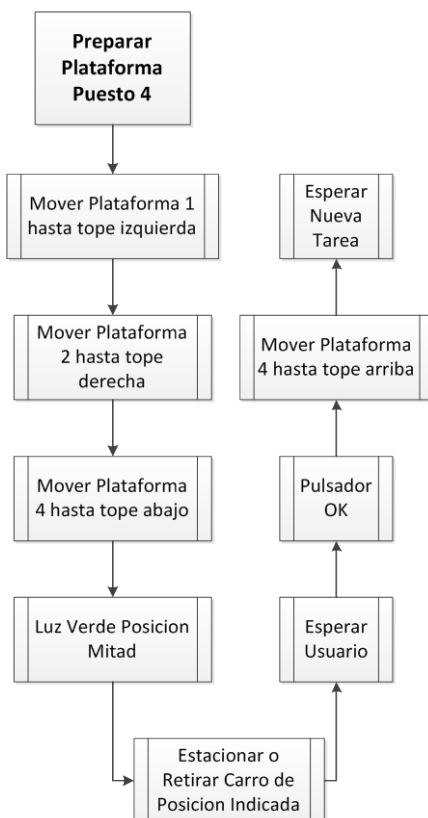 Preparar
Plataforma
Puesto 4
Mover Plataforma 1
hasta tope izquierda
Mover Plataforma
2 hasta tope
derecha
Mover Plataforma
4 hasta tope abajo
Luz Verde Posicion
Mitad
Estacionar o
Retirar Carro de
Posicion Indicada
Esperar
Usuario
Pulsador
OK
Mover Plataforma
4 hasta tope arriba
Esperar
Nueva
Tarea